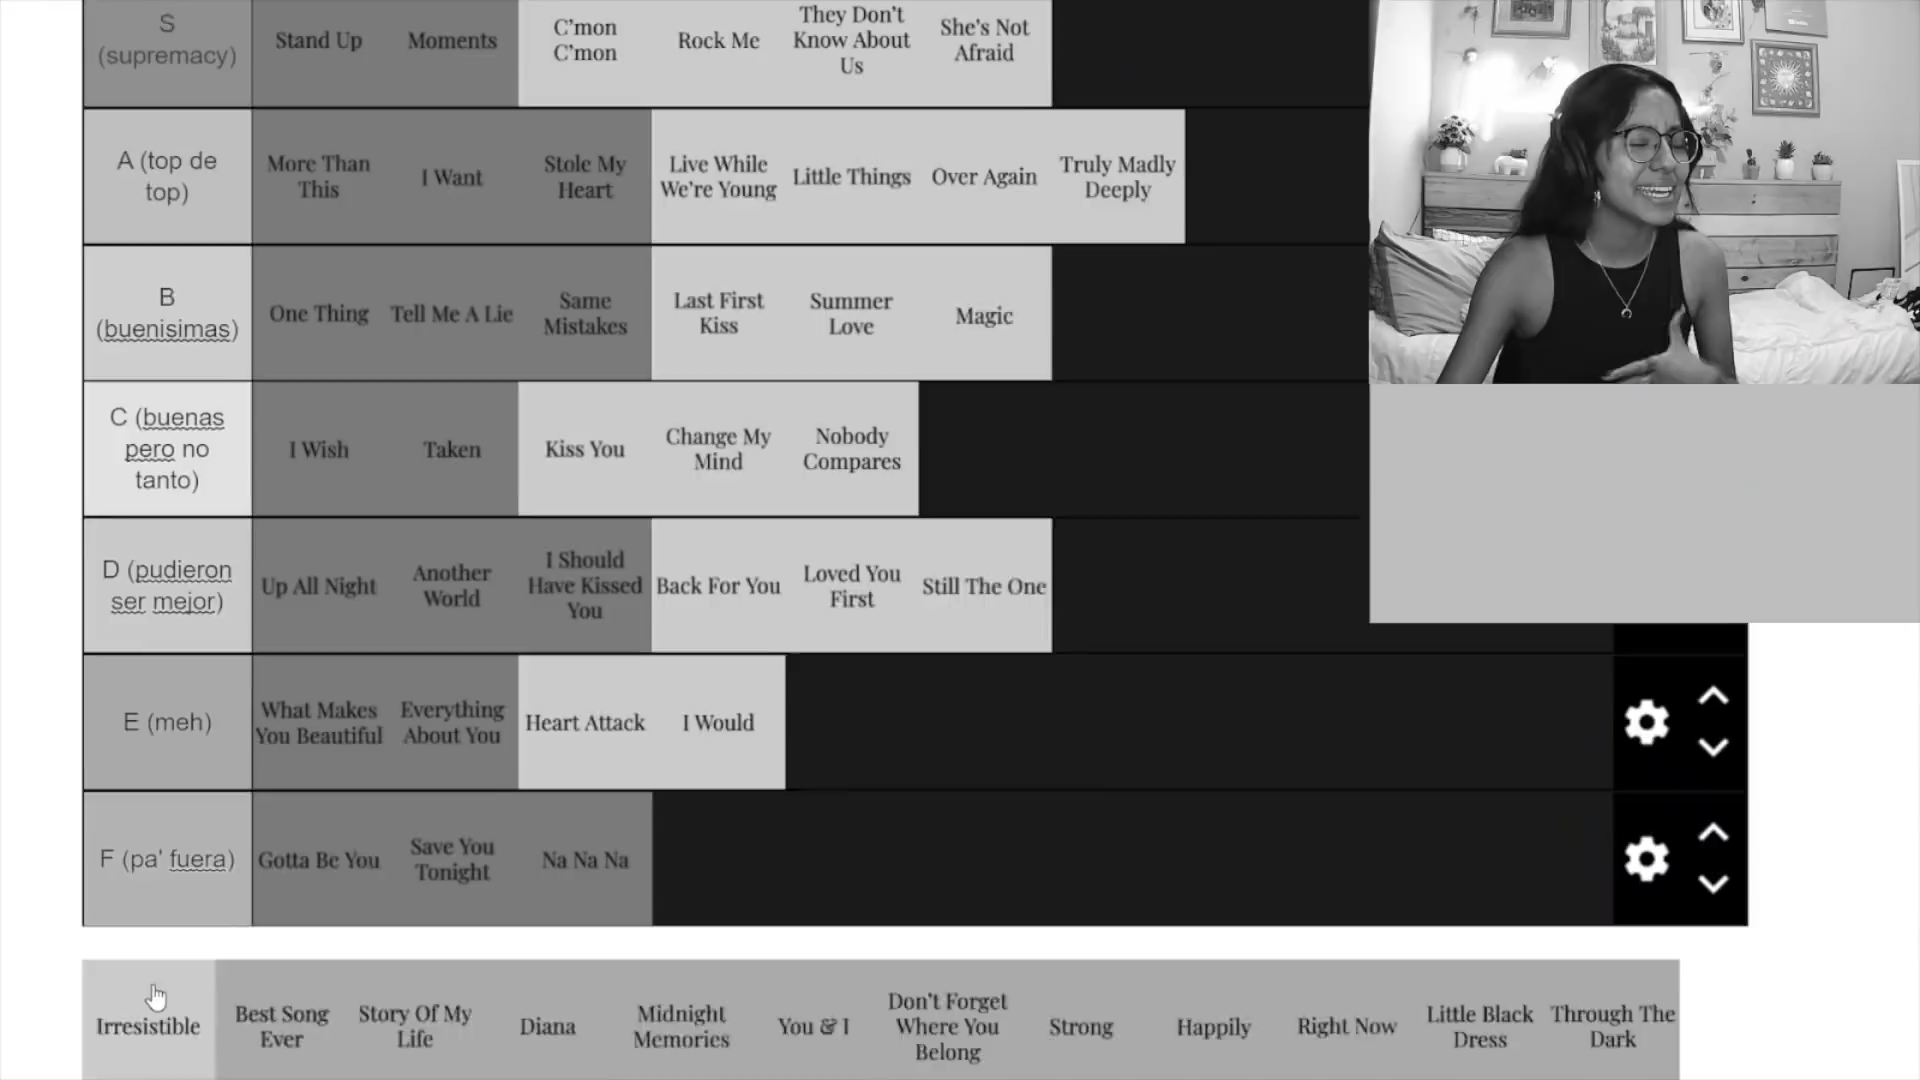 S
(supremacy)
Stand Up
Moments
C’mon
C’mon
Rock Me
They Don’t
Know About
Us
She’s Not
Afraid
A (top de
top)
More Than
This
I Want
Stole My
Heart
Live While
We’re Young
Little Things
Over Again
Truly Madly
Deeply
B
(buenisimas)
One Thing
Tell Me A Lie
Same
Mistakes
Last First
Kiss
Summer
Love
Magic
C (buenas
pero no
tanto)
I Wish
Taken
Kiss You
Change My
Mind
Nobody
Compares
D (pudieron
ser mejor)
Up All Night
Another
World
I Should
Have Kissed
You
Back For You
Loved You
First
Still The One
E (meh)
What Makes
You Beautiful
Everything
About You
Heart Attack
I Would
F (pa' fuera)
Gotta Be You
Save You
Tonight
Na Na Na
Irresistible
Best Song
Ever
Story Of My
Life
Diana
Midnight
Memories
You & I
Don’t Forget
Where You
Belong
Strong
Happily
Right Now
Little Black
Dress
Through The
Dark